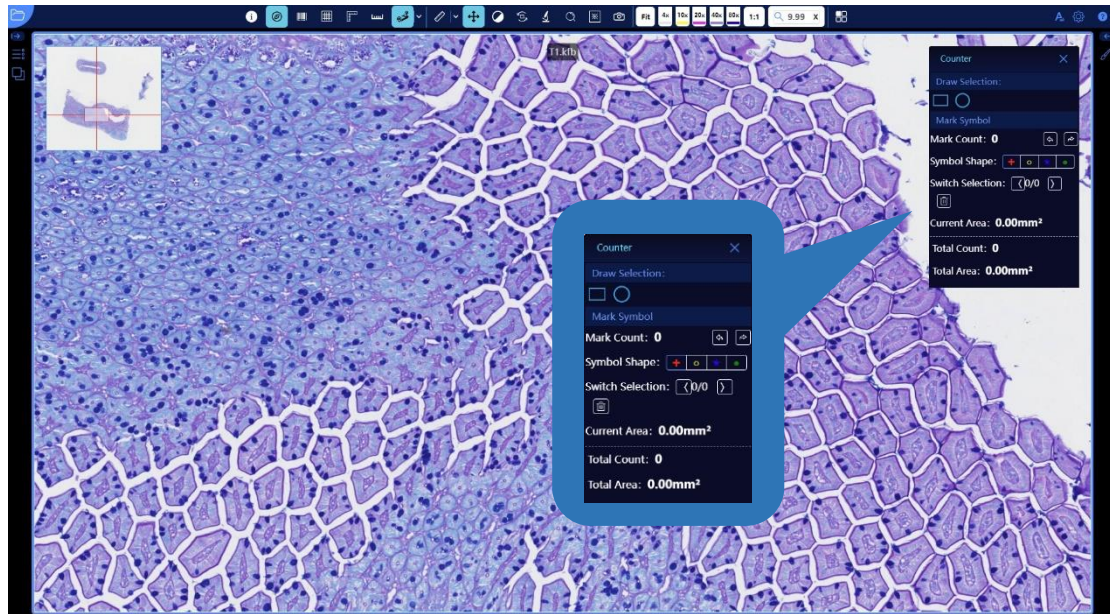 Fit 4x 10x 20x 40x 80x 1:1 9.99 X
T1.kfb
Counter
Draw Selection:
Mark Symbol
Mark Count: 0
Symbol Shape:
Switch Selection: 0/0
Current Area: 0.00mm²
Total Count: 0
Total Area: 0.00mm²
Counter
Draw Selection:
Mark Symbol
Mark Count: 0
Symbol Shape:
Switch Selection: 0/0
Current Area: 0.00mm²
Total Count: 0
Total Area: 0.00mm²